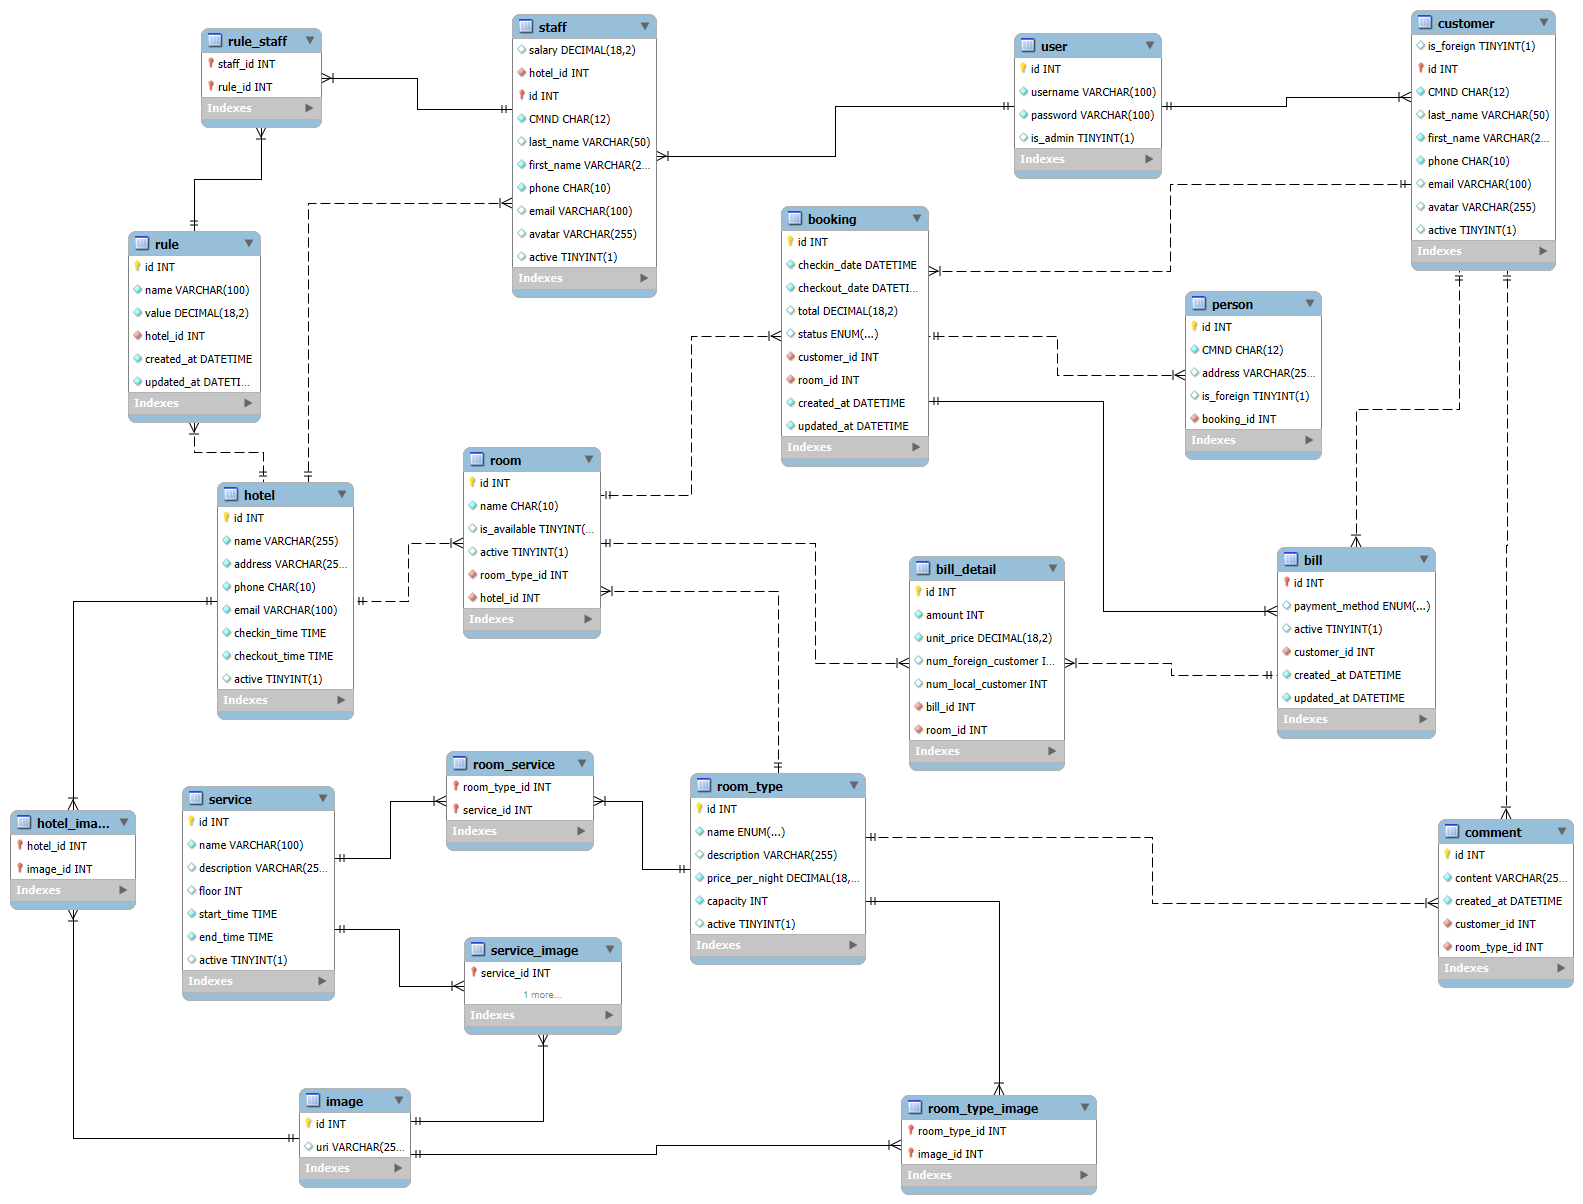 rule_staff
staff_id INT
rule_id INT
Indexes
staff
salary DECIMAL(18,2)
hotel_id INT
id INT
CMND CHAR(12)
last_name VARCHAR(50)
first_name VARCHAR(2...
phone CHAR(10)
email VARCHAR(100)
avatar VARCHAR(255)
active TINYINT(1)
Indexes
user
id INT
username VARCHAR(100)
password VARCHAR(100)
is_admin TINYINT(1)
Indexes
customer
is_foreign TINYINT(1)
id INT
CMND CHAR(12)
last_name VARCHAR(50)
first_name VARCHAR(2...
phone CHAR(10)
email VARCHAR(100)
avatar VARCHAR(255)
active TINYINT(1)
Indexes
rule
id INT
name VARCHAR(100)
value DECIMAL(18,2)
hotel_id INT
created_at DATETIME
updated_at DATETI...
Indexes
booking
id INT
checkin_date DATETIME
checkout_date DATETI...
total DECIMAL(18,2)
status ENUM(...)
customer_id INT
room_id INT
created_at DATETIME
updated_at DATETIME
Indexes
person
id INT
CMND CHAR(12)
address VARCHAR(25...
is_foreign TINYINT(1)
booking_id INT
Indexes
hotel
id INT
name VARCHAR(255)
address VARCHAR(25...
phone CHAR(10)
email VARCHAR(100)
checkin_time TIME
checkout_time TIME
active TINYINT(1)
Indexes
room
id INT
name CHAR(10)
is_available TINYINT(...
active TINYINT(1)
room_type_id INT
hotel_id INT
Indexes
bill_detail
id INT
amount INT
unit_price DECIMAL(18,2)
num_foreign_customer I...
num_local_customer INT
bill_id INT
room_id INT
Indexes
bill
id INT
payment_method ENUM(...)
active TINYINT(1)
customer_id INT
created_at DATETIME
updated_at DATETIME
Indexes
hotel_ima...
hotel_id INT
image_id INT
Indexes
service
id INT
name VARCHAR(100)
description VARCHAR(25...
floor INT
start_time TIME
end_time TIME
active TINYINT(1)
Indexes
room_service
room_type_id INT
service_id INT
Indexes
room_type
id INT
name ENUM(...)
description VARCHAR(255)
price_per_night DECIMAL(18,...
capacity INT
active TINYINT(1)
Indexes
comment
id INT
content VARCHAR(25...
created_at DATETIME
customer_id INT
room_type_id INT
Indexes
service_image
service_id INT
1 more...
Indexes
image
id INT
uri VARCHAR(25...
Indexes
room_type_image
room_type_id INT
image_id INT
Indexes